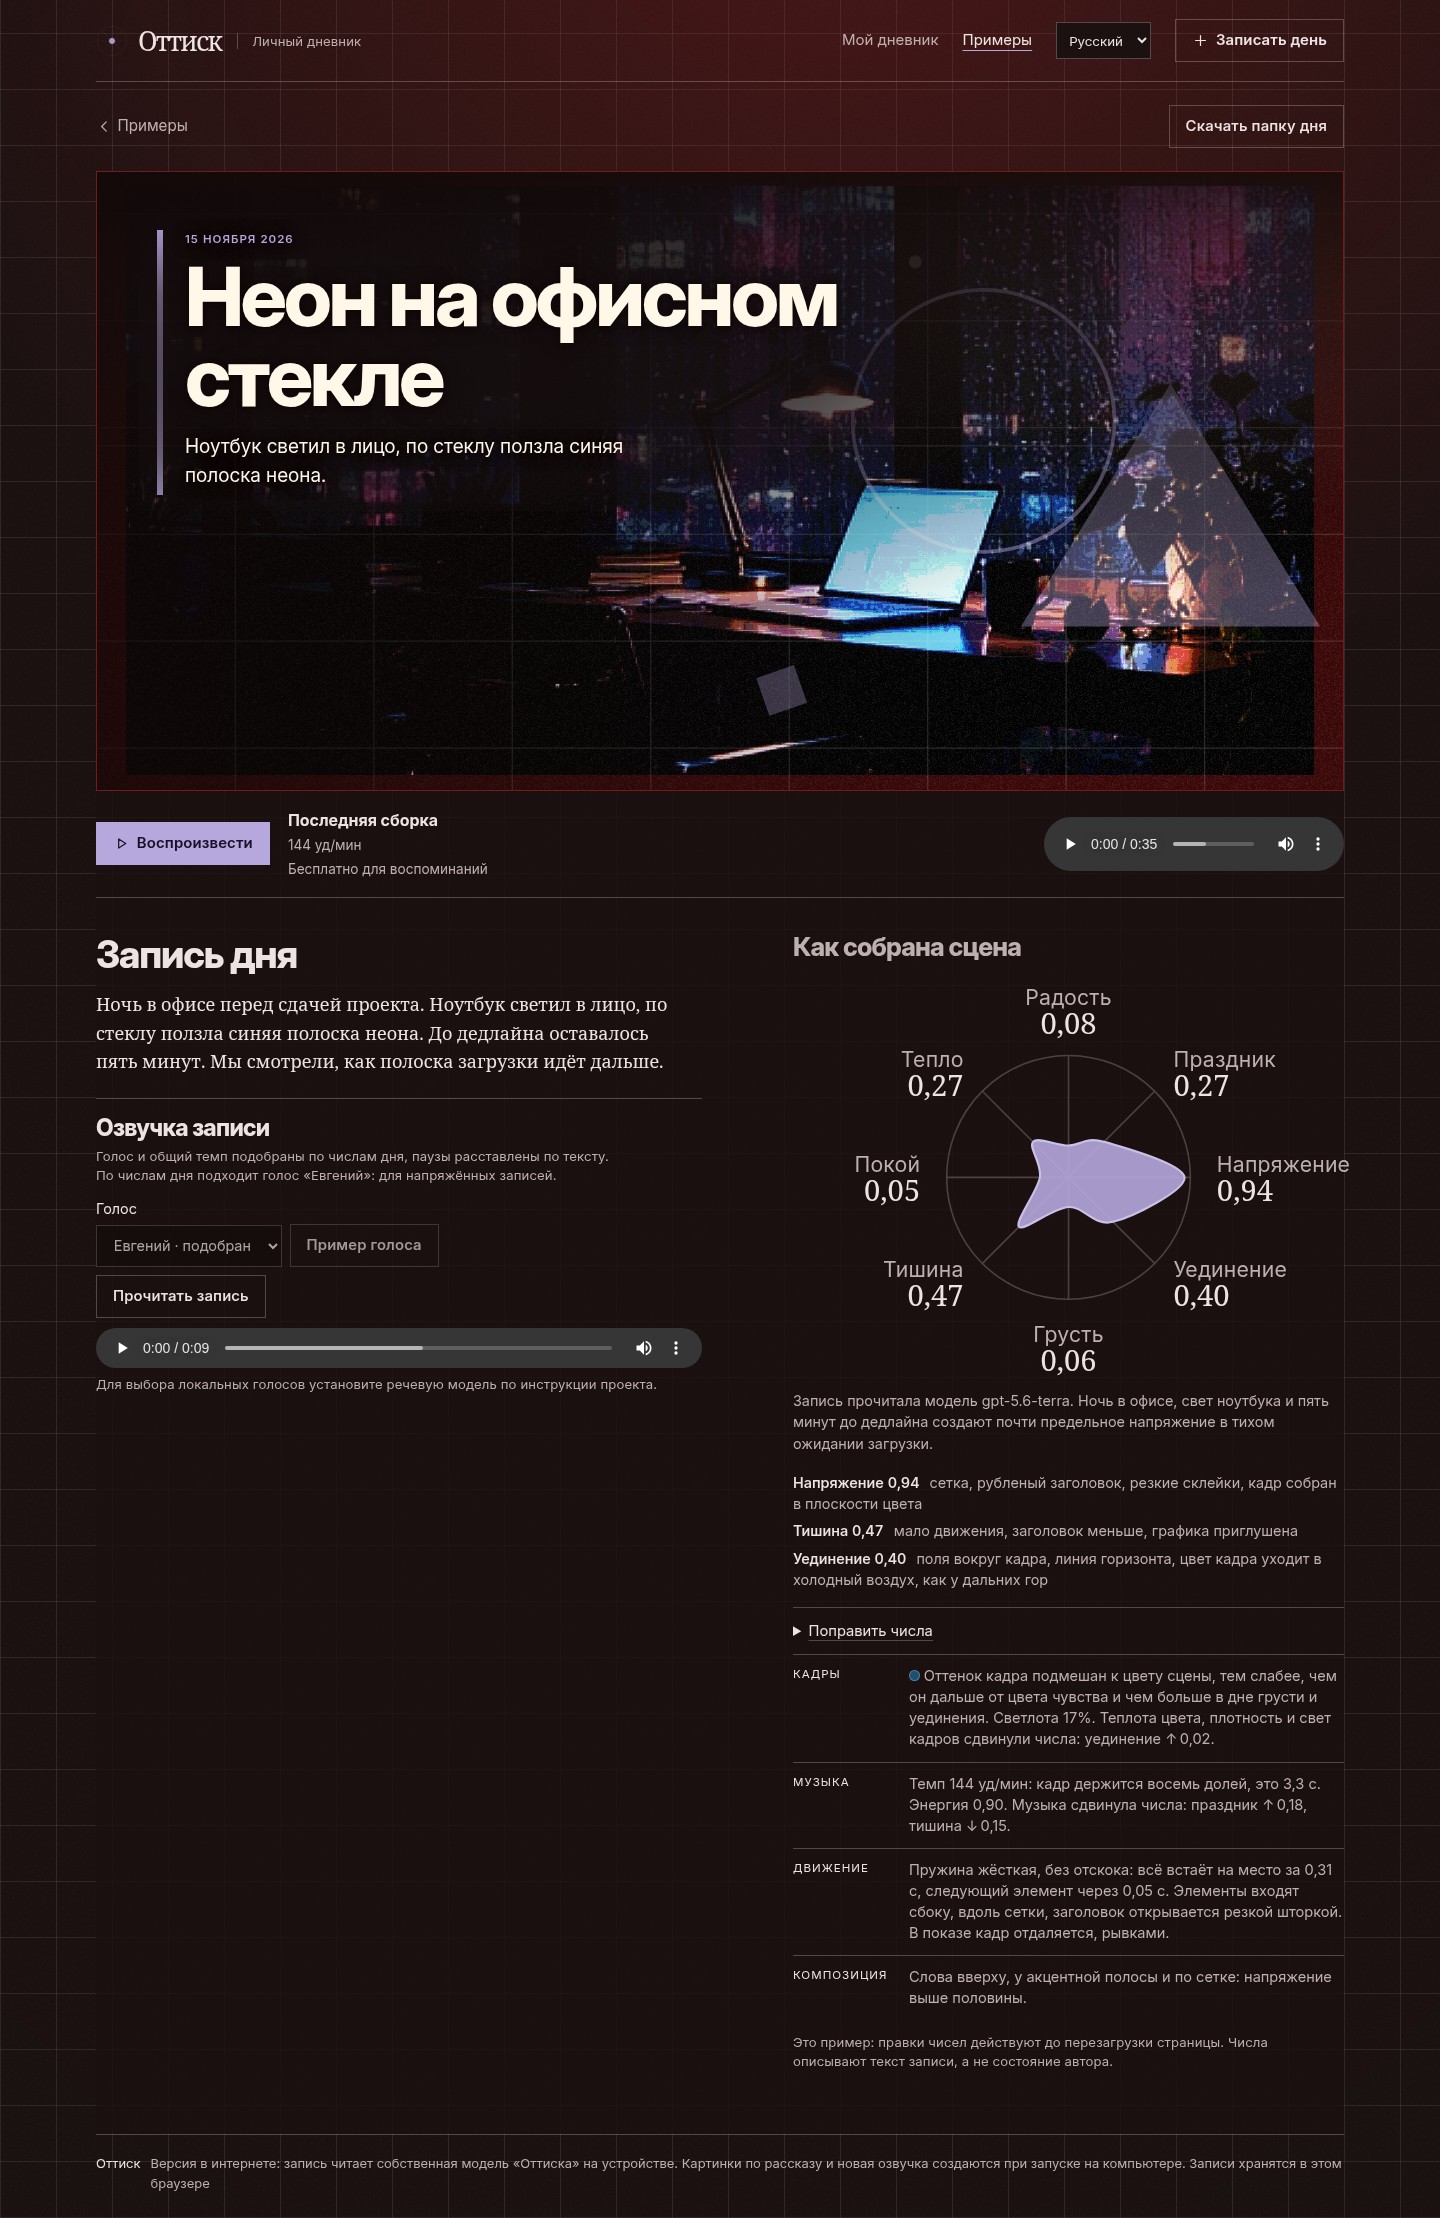 Оттиск
Личный дневник
Мой дневник
Примеры
Русский
Записать день
Примеры
Скачать папку дня
15 НОЯБРЯ 2026
Неон на офисном
стекле
Ноутбук светил в лицо, по стеклу ползла синяя
полоска неона.
Воспроизвести
Последняя сборка
144 уд/мин
Бесплатно для воспоминаний
0:00 / 0:35
Запись дня
Ночь в офисе перед сдачей проекта. Ноутбук светил в лицо, по
стеклу ползла синяя полоска неона. До дедлайна оставалось
пять минут. Мы смотрели, как полоска загрузки идёт дальше.
Озвучка записи
Голос и общий темп подобраны по числам дня, паузы расставлены по тексту.
По числам дня подходит голос «Евгений»: для напряжённых записей.
Голос
Евгений · подобран
Пример голоса
Прочитать запись
0:00 / 0:09
Для выбора локальных голосов установите речевую модель по инструкции проекта.
Как собрана сцена
Радость
0,08
Тепло
0,27
Праздник
0,27
Покой
0,05
Напряжение
0,94
Тишина
0,47
Уединение
0,40
Грусть
0,06
Запись прочитала модель gpt-5.6-terra. Ночь в офисе, свет ноутбука и пять
минут до дедлайна создают почти предельное напряжение в тихом
ожидании загрузки.
Напряжение 0,94 сетка, рубленый заголовок, резкие склейки, кадр собран
в плоскости цвета
Тишина 0,47 мало движения, заголовок меньше, графика приглушена
Уединение 0,40 поля вокруг кадра, линия горизонта, цвет кадра уходит в
холодный воздух, как у дальних гор
Поправить числа
КАДРЫ
Оттенок кадра подмешан к цвету сцены, тем слабее, чем
он дальше от цвета чувства и чем больше в дне грусти и
уединения. Светлота 17%. Теплота цвета, плотность и свет
кадров сдвинули числа: уединение ↑ 0,02.
МУЗЫКА
Темп 144 уд/мин: кадр держится восемь долей, это 3,3 с.
Энергия 0,90. Музыка сдвинула числа: праздник ↑ 0,18,
тишина ↓ 0,15.
ДВИЖЕНИЕ
Пружина жёсткая, без отскока: всё встаёт на место за 0,31
с, следующий элемент через 0,05 с. Элементы входят
сбоку, вдоль сетки, заголовок открывается резкой шторкой.
В показе кадр отдаляется, рывками.
КОМПОЗИЦИЯ
Слова вверху, у акцентной полосы и по сетке: напряжение
выше половины.
Это пример: правки чисел действуют до перезагрузки страницы. Числа
описывают текст записи, а не состояние автора.
Оттиск
Версия в интернете: запись читает собственная модель «Оттиска» на устройстве. Картинки по рассказу и новая озвучка создаются при запуске на компьютере. Записи хранятся в этом
браузере